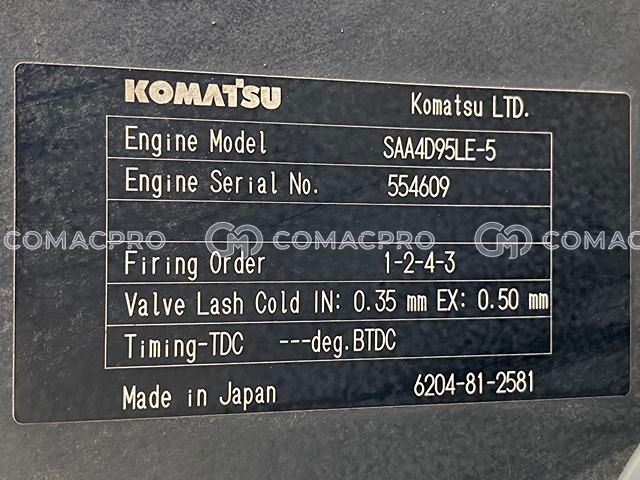 KOMATSU Komatsu LTD.
Engine Model SAA4D95LE-5
Engine Serial No. 554609
COMACPRO GM COMACPRO GM
Firing Order 1-2-4-3
Valve Lash Cold IN: 0.35 mm EX: 0.50 mm
Timing-TDC ---deg.BTDC
Made in Japan 6204-81-2581